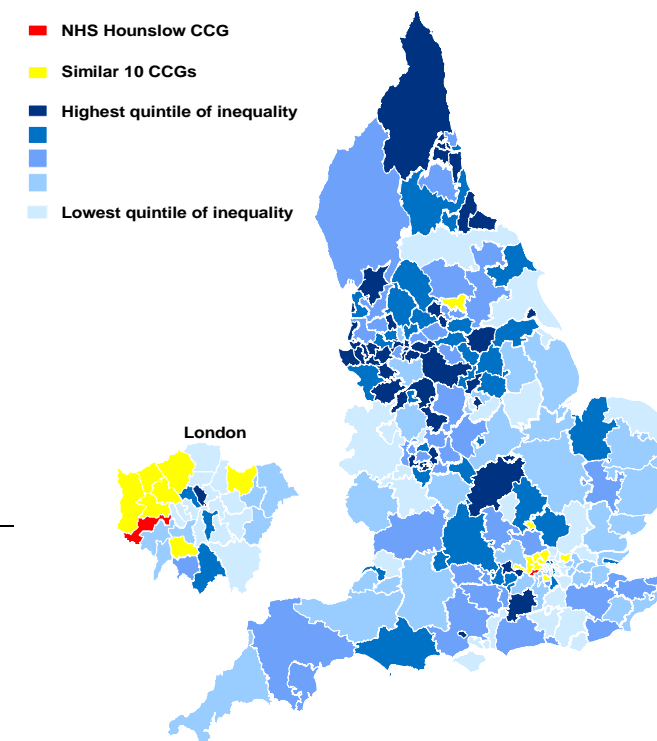 NHS Hounslow CCG
Similar 10 CCGs
Highest quintile of inequality
Lowest quintile of inequality
London